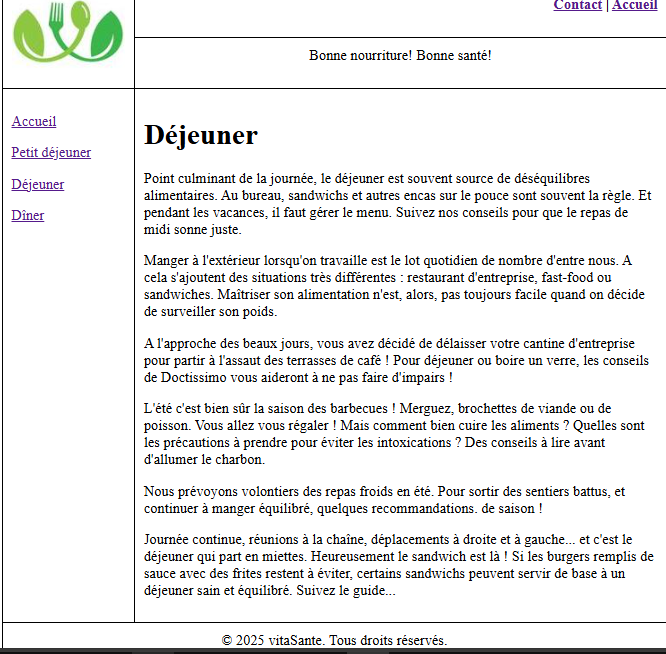 Contact | Accueil
Bonne nourriture! Bonne santé!
Accueil
Petit déjeuner
Déjeuner
Dîner
Déjeuner
Point culminant de la journée, le déjeuner est souvent source de déséquilibres
alimentaires. Au bureau, sandwichs et autres encas sur le pouce sont souvent la règle. Et
pendant les vacances, il faut gérer le menu. Suivez nos conseils pour que le repas de
midi sonne juste.
Manger à l'extérieur lorsqu'on travaille est le lot quotidien de nombre d'entre nous. A
cela s'ajoutent des situations très différentes : restaurant d'entreprise, fast-food ou
sandwiches. Maîtriser son alimentation n'est, alors, pas toujours facile quand on décide
de surveiller son poids.
A l'approche des beaux jours, vous avez décidé de délaisser votre cantine d'entreprise
pour partir à l'assaut des terrasses de café ! Pour déjeuner ou boire un verre, les conseils
de Doctissimo vous aideront à ne pas faire d'impairs !
L'été c'est bien sûr la saison des barbecues ! Merguez, brochettes de viande ou de
poisson. Vous allez vous régaler ! Mais comment bien cuire les aliments ? Quelles sont
les précautions à prendre pour éviter les intoxications ? Des conseils à lire avant
d'allumer le charbon.
Nous prévoyons volontiers des repas froids en été. Pour sortir des sentiers battus, et
continuer à manger équilibré, quelques recommandations. de saison !
Journée continue, réunions à la chaîne, déplacements à droite et à gauche... et c'est le
déjeuner qui part en miettes. Heureusement le sandwich est là ! Si les burgers remplis de
sauce avec des frites restent à éviter, certains sandwichs peuvent servir de base à un
déjeuner sain et équilibré. Suivez le guide...
© 2025 vitaSante. Tous droits réservés.